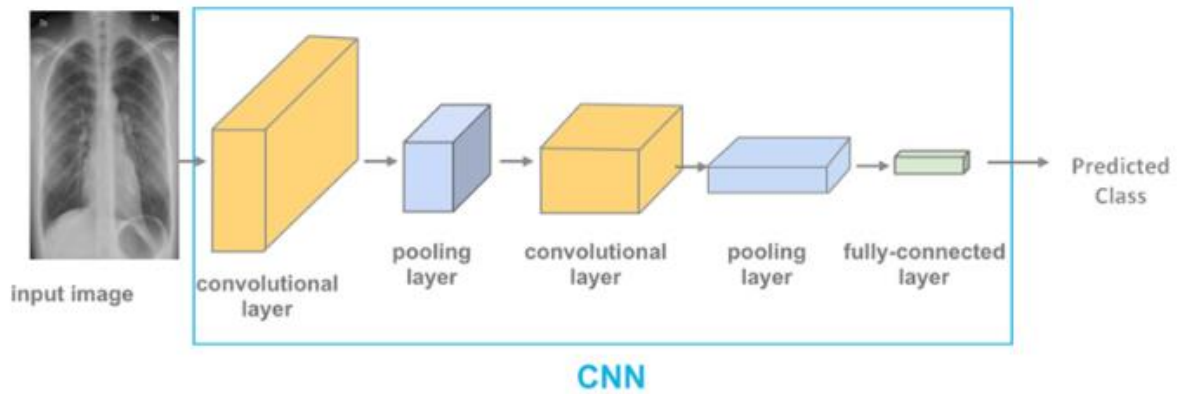 input image
convolutional
layer
pooling
layer
convolutional
layer
pooling
layer
fully-connected
layer
Predicted
Class
CNN